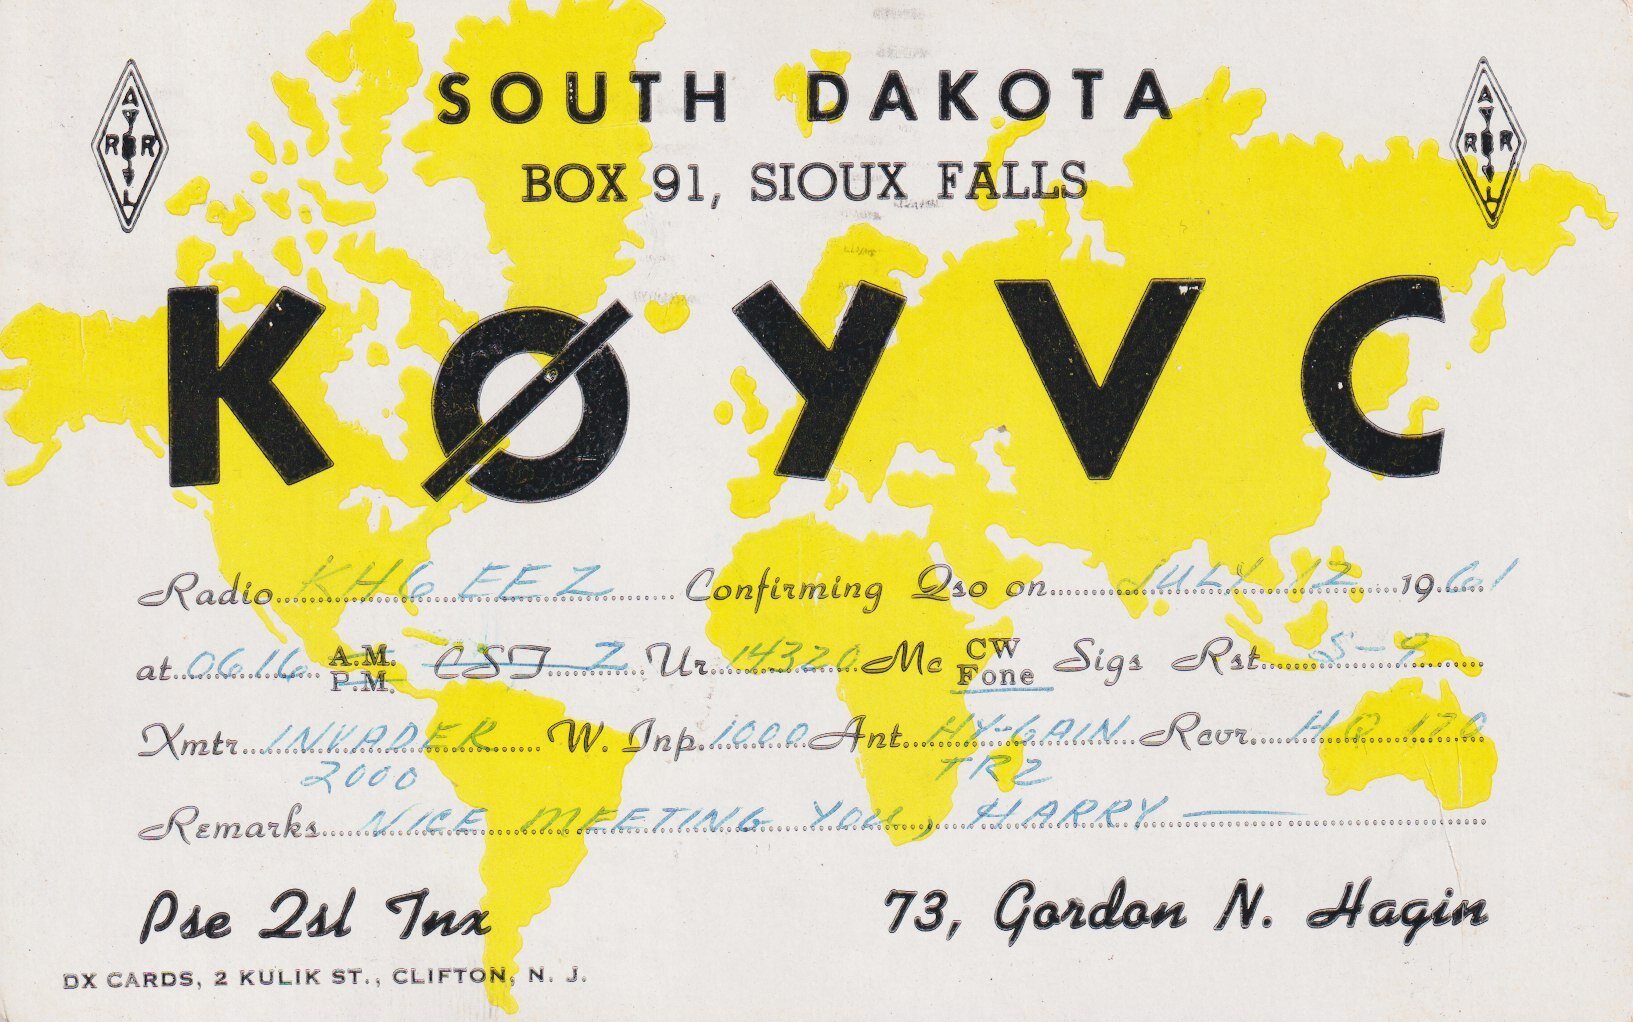 SOUTH DAKOTA
ARRL
ARRL
BOX 91, SIOUX FALLS
KØYVC
Radio KH6 EEZ Confirming Qso on JULY 12 1961
at 0616 A.M. P.M. CST Z Ur 14320 Mc CW Fone Sigs Rst 5-9
Xmtr INVADER W. Inp. 1000 Ant. HY-GAIN Rcvr. HQ 170
2000 TR2
Remarks NICE MEETING YOU, HARRY —
Pse Qsl Tnx 73, Gordon N. Hagin
DX CARDS, 2 KULIK ST., CLIFTON, N. J.